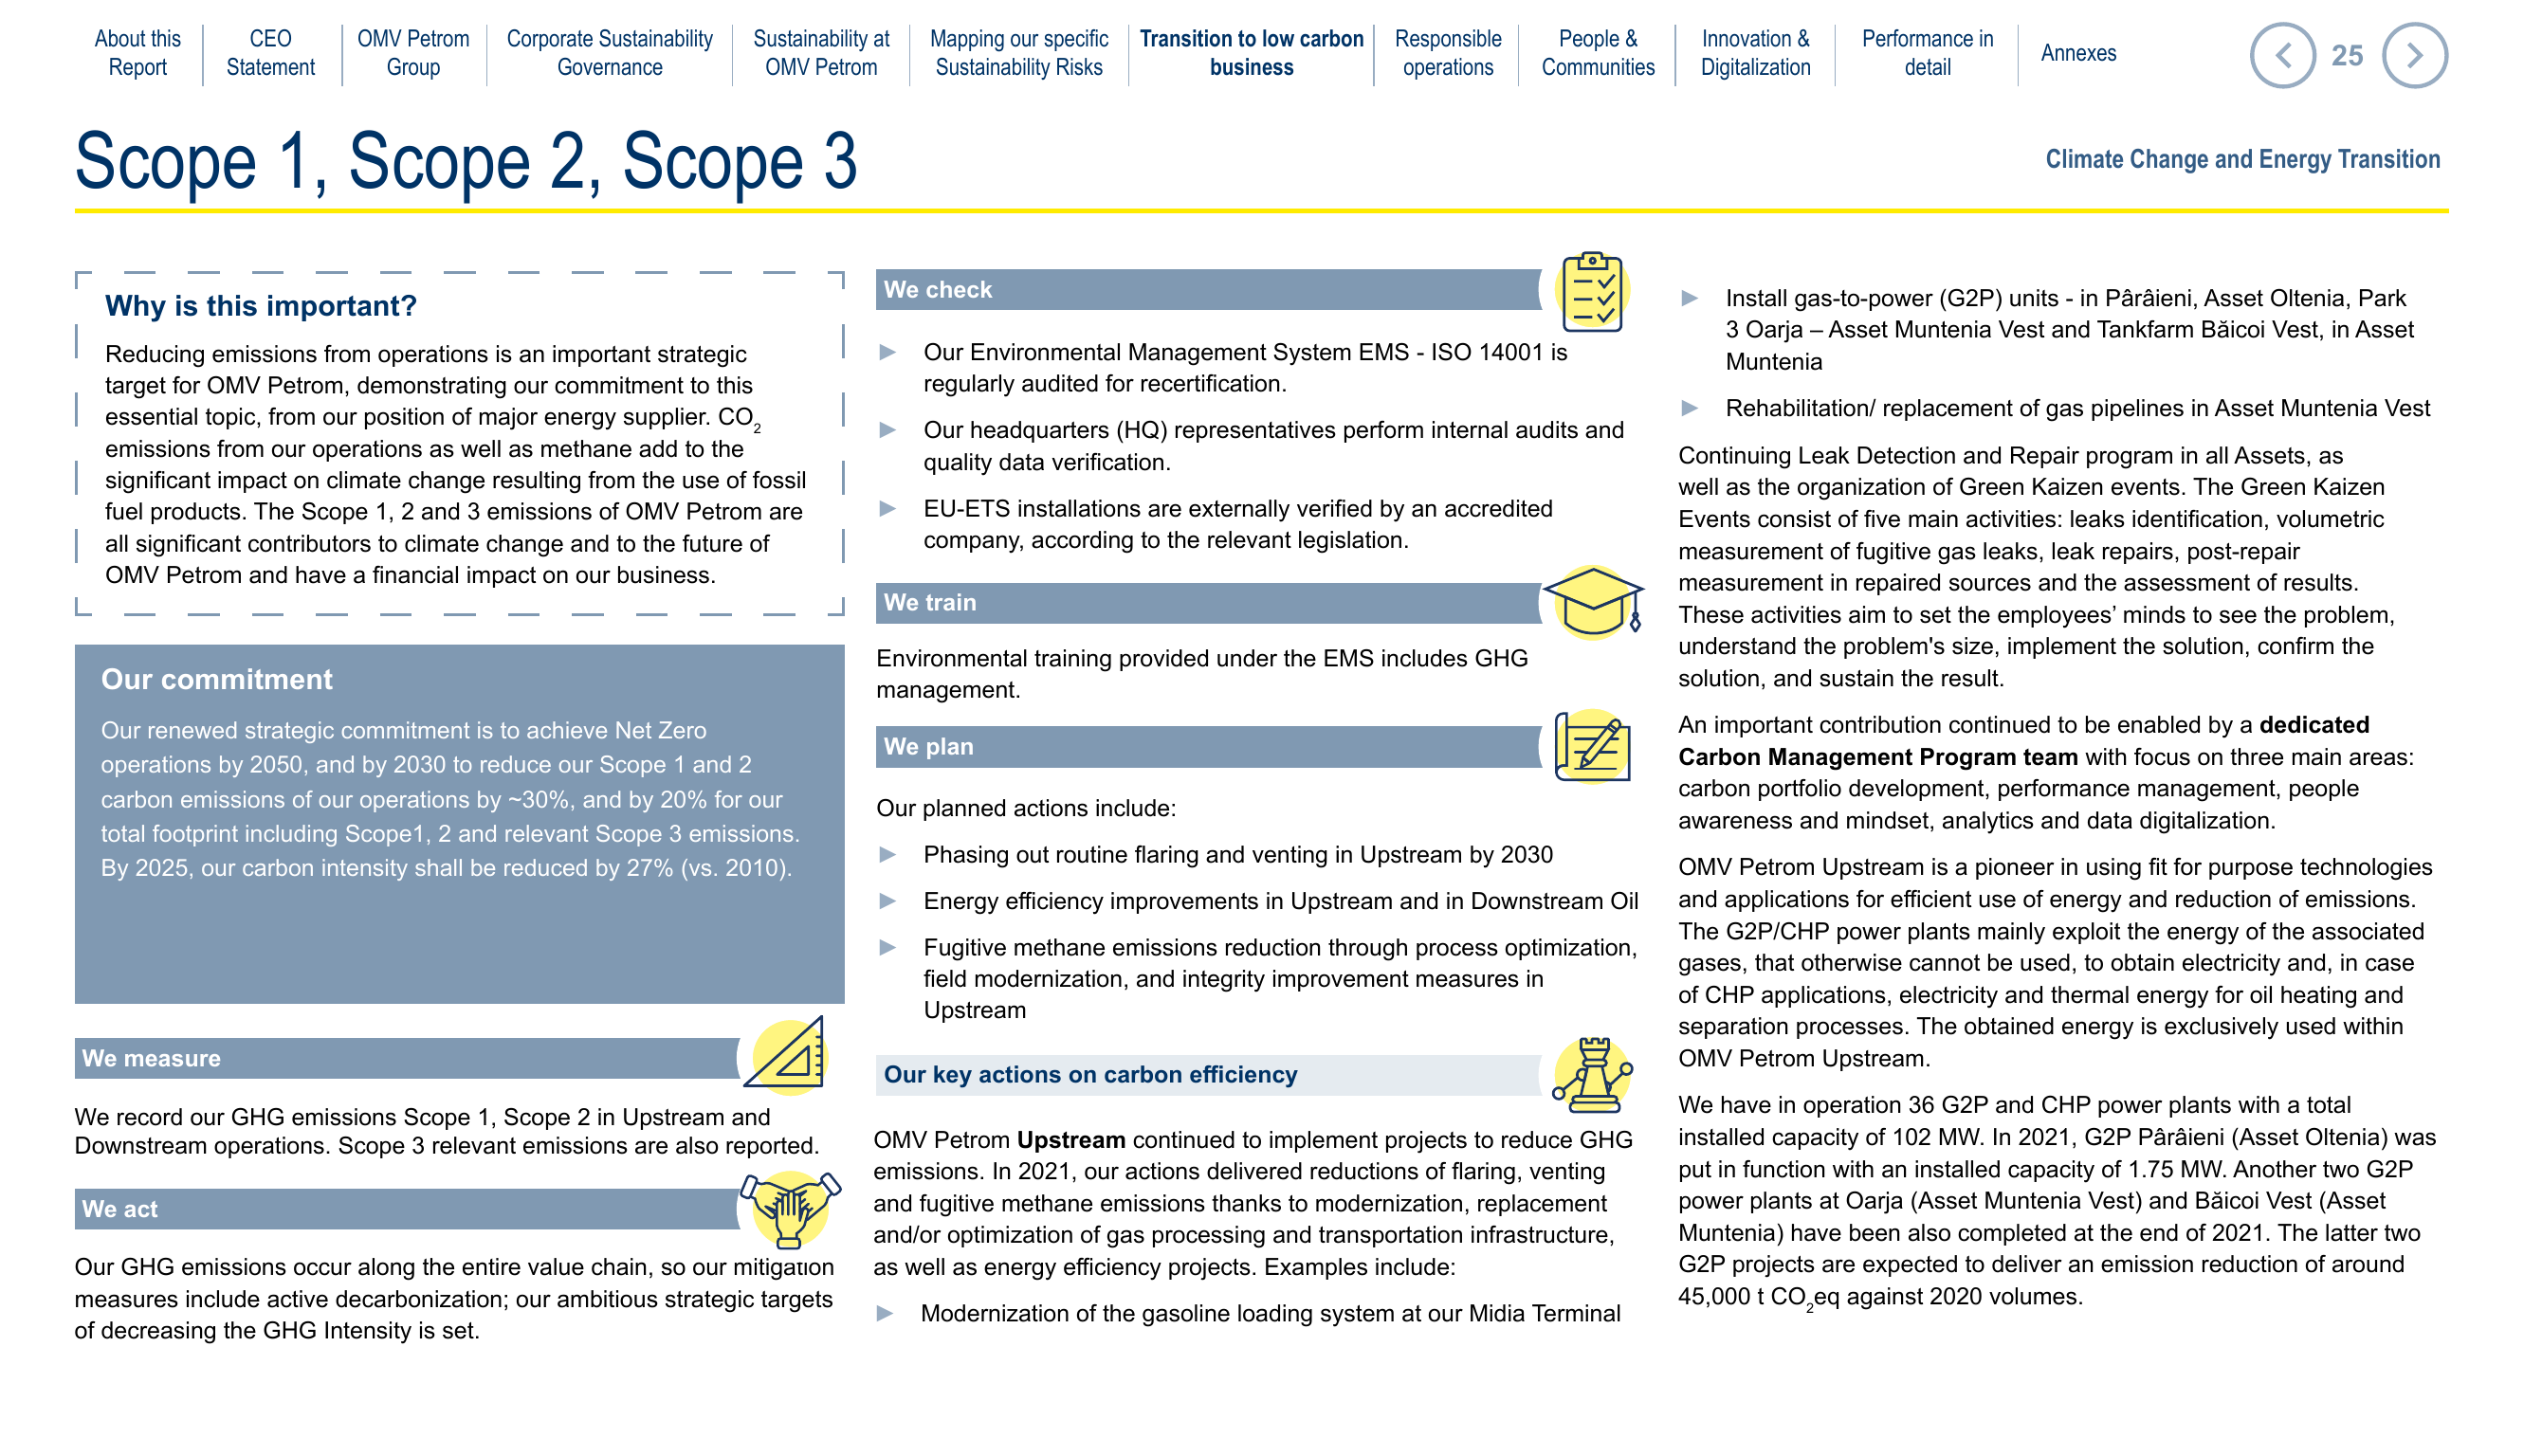 About this
Report
CEO
Statement
OMV Petrom
Group
Corporate Sustainability
Governance
Sustainability at
OMV Petrom
Mapping our specific
Sustainability Risks
Transition to low carbon
business
Responsible
operations
People &
Communities
Innovation &
Digitalization
Performance in
detail
Annexes
25
Scope 1, Scope 2, Scope 3
Climate Change and Energy Transition
Why is this important?
Reducing emissions from operations is an important strategic
target for OMV Petrom, demonstrating our commitment to this
essential topic, from our position of major energy supplier. CO2
emissions from our operations as well as methane add to the
significant impact on climate change resulting from the use of fossil
fuel products. The Scope 1, 2 and 3 emissions of OMV Petrom are
all significant contributors to climate change and to the future of
OMV Petrom and have a financial impact on our business.
Our commitment
Our renewed strategic commitment is to achieve Net Zero
operations by 2050, and by 2030 to reduce our Scope 1 and 2
carbon emissions of our operations by ~30%, and by 20% for our
total footprint including Scope1, 2 and relevant Scope 3 emissions.
By 2025, our carbon intensity shall be reduced by 27% (vs. 2010).
We measure
We record our GHG emissions Scope 1, Scope 2 in Upstream and
Downstream operations. Scope 3 relevant emissions are also reported.
We act
Our GHG emissions occur along the entire value chain, so our mitigation
measures include active decarbonization; our ambitious strategic targets
of decreasing the GHG Intensity is set.
We check
► Our Environmental Management System EMS - ISO 14001 is
regularly audited for recertification.
► Our headquarters (HQ) representatives perform internal audits and
quality data verification.
► EU-ETS installations are externally verified by an accredited
company, according to the relevant legislation.
We train
Environmental training provided under the EMS includes GHG
management.
We plan
Our planned actions include:
► Phasing out routine flaring and venting in Upstream by 2030
► Energy efficiency improvements in Upstream and in Downstream Oil
► Fugitive methane emissions reduction through process optimization,
field modernization, and integrity improvement measures in
Upstream
Our key actions on carbon efficiency
OMV Petrom Upstream continued to implement projects to reduce GHG
emissions. In 2021, our actions delivered reductions of flaring, venting
and fugitive methane emissions thanks to modernization, replacement
and/or optimization of gas processing and transportation infrastructure,
as well as energy efficiency projects. Examples include:
► Modernization of the gasoline loading system at our Midia Terminal
► Install gas-to-power (G2P) units - in Pârâieni, Asset Oltenia, Park
3 Oarja – Asset Muntenia Vest and Tankfarm Băicoi Vest, in Asset
Muntenia
► Rehabilitation/ replacement of gas pipelines in Asset Muntenia Vest
Continuing Leak Detection and Repair program in all Assets, as
well as the organization of Green Kaizen events. The Green Kaizen
Events consist of five main activities: leaks identification, volumetric
measurement of fugitive gas leaks, leak repairs, post-repair
measurement in repaired sources and the assessment of results.
These activities aim to set the employees’ minds to see the problem,
understand the problem's size, implement the solution, confirm the
solution, and sustain the result.
An important contribution continued to be enabled by a dedicated
Carbon Management Program team with focus on three main areas:
carbon portfolio development, performance management, people
awareness and mindset, analytics and data digitalization.
OMV Petrom Upstream is a pioneer in using fit for purpose technologies
and applications for efficient use of energy and reduction of emissions.
The G2P/CHP power plants mainly exploit the energy of the associated
gases, that otherwise cannot be used, to obtain electricity and, in case
of CHP applications, electricity and thermal energy for oil heating and
separation processes. The obtained energy is exclusively used within
OMV Petrom Upstream.
We have in operation 36 G2P and CHP power plants with a total
installed capacity of 102 MW. In 2021, G2P Pârâieni (Asset Oltenia) was
put in function with an installed capacity of 1.75 MW. Another two G2P
power plants at Oarja (Asset Muntenia Vest) and Băicoi Vest (Asset
Muntenia) have been also completed at the end of 2021. The latter two
G2P projects are expected to deliver an emission reduction of around
45,000 t CO2eq against 2020 volumes.